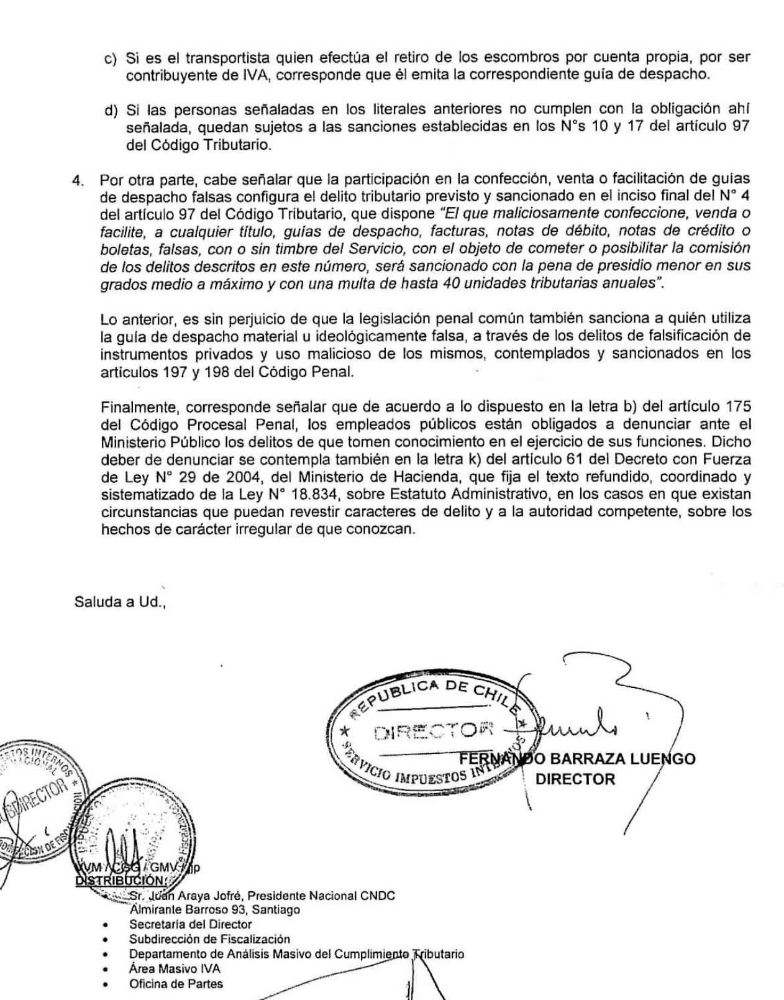 c) Si es el transportista quien efectúa el retiro de los escombros por cuenta propia, por ser
contribuyente de IVA, corresponde que él emita la correspondiente guía de despacho.
d) Si las personas señaladas en los literales anteriores no cumplen con la obligación ahí
señalada, quedan sujetos a las sanciones establecidas en los N°s 10 y 17 del artículo 97
del Código Tributario.
4. Por otra parte, cabe señalar que la participación en la confección, venta o facilitación de guías
de despacho falsas configura el delito tributario previsto y sancionado en el inciso final del N° 4
del artículo 97 del Código Tributario, que dispone "El que maliciosamente confeccione, venda o
facilite, a cualquier título, guías de despacho, facturas, notas de débito, notas de crédito o
boletas, falsas, con o sin timbre del Servicio, con el objeto de cometer o posibilitar la comisión
de los delitos descritos en este número, será sancionado con la pena de presidio menor en sus
grados medio a máximo y con una multa de hasta 40 unidades tributarias anuales".
Lo anterior, es sin perjuicio de que la legislación penal común también sanciona a quién utiliza
la guía de despacho material u ideológicamente falsa, a través de los delitos de falsificación de
instrumentos privados y uso malicioso de los mismos, contemplados y sancionados en los
artículos 197 y 198 del Código Penal.
Finalmente, corresponde señalar que de acuerdo a lo dispuesto en la letra b) del artículo 175
del Código Procesal Penal, los empleados públicos están obligados a denunciar ante el
Ministerio Público los delitos de que tomen conocimiento en el ejercicio de sus funciones. Dicho
deber de denunciar se contempla también en la letra k) del artículo 61 del Decreto con Fuerza
de Ley N° 29 de 2004, del Ministerio de Hacienda, que fija el texto refundido, coordinado y
sistematizado de la Ley N° 18.834, sobre Estatuto Administrativo, en los casos en que existan
circunstancias que puedan revestir caracteres de delito y a la autoridad competente, sobre los
hechos de carácter irregular de que conozcan.
Saluda a Ud.,
REPUBLICA DE CHILE
DIRECTOR
SERVICIO IMPUESTOS INTERNOS
FERNANDO BARRAZA LUENGO
DIRECTOR
SUBDIRECTOR
VVM / CGG / GMV / jp
DISTRIBUCIÓN:
Sr. Juan Araya Jofré, Presidente Nacional CNDC
Almirante Barroso 93, Santiago
• Secretaría del Director
• Subdirección de Fiscalización
• Departamento de Análisis Masivo del Cumplimiento Tributario
• Área Masivo IVA
• Oficina de Partes